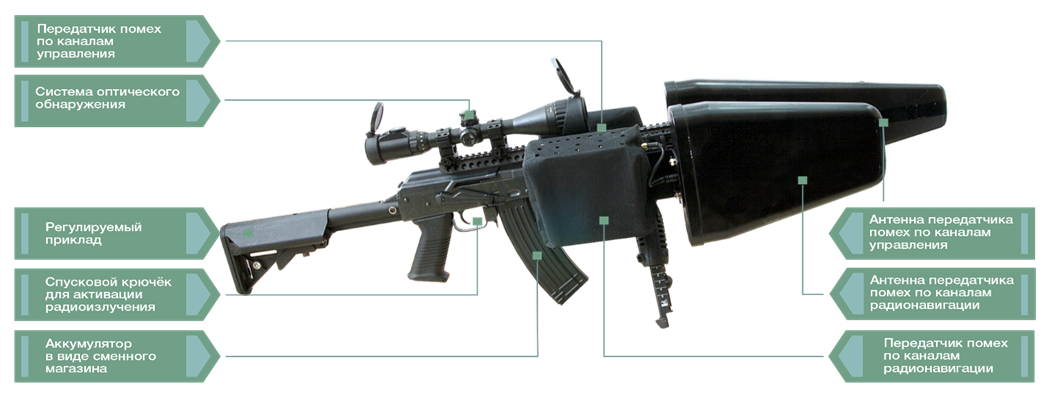 Передатчик помех
по каналам
управления
Система оптического
обнаружения
Регулируемый
приклад
Спусковой крючёк
для активации
радиоизлучения
Аккумулятор
в виде сменного
магазина
Антенна передатчика
помех по каналам
управления
Антенна передатчика
помех по каналам
радионавигации
Передатчик помех
по каналам
радионавигации